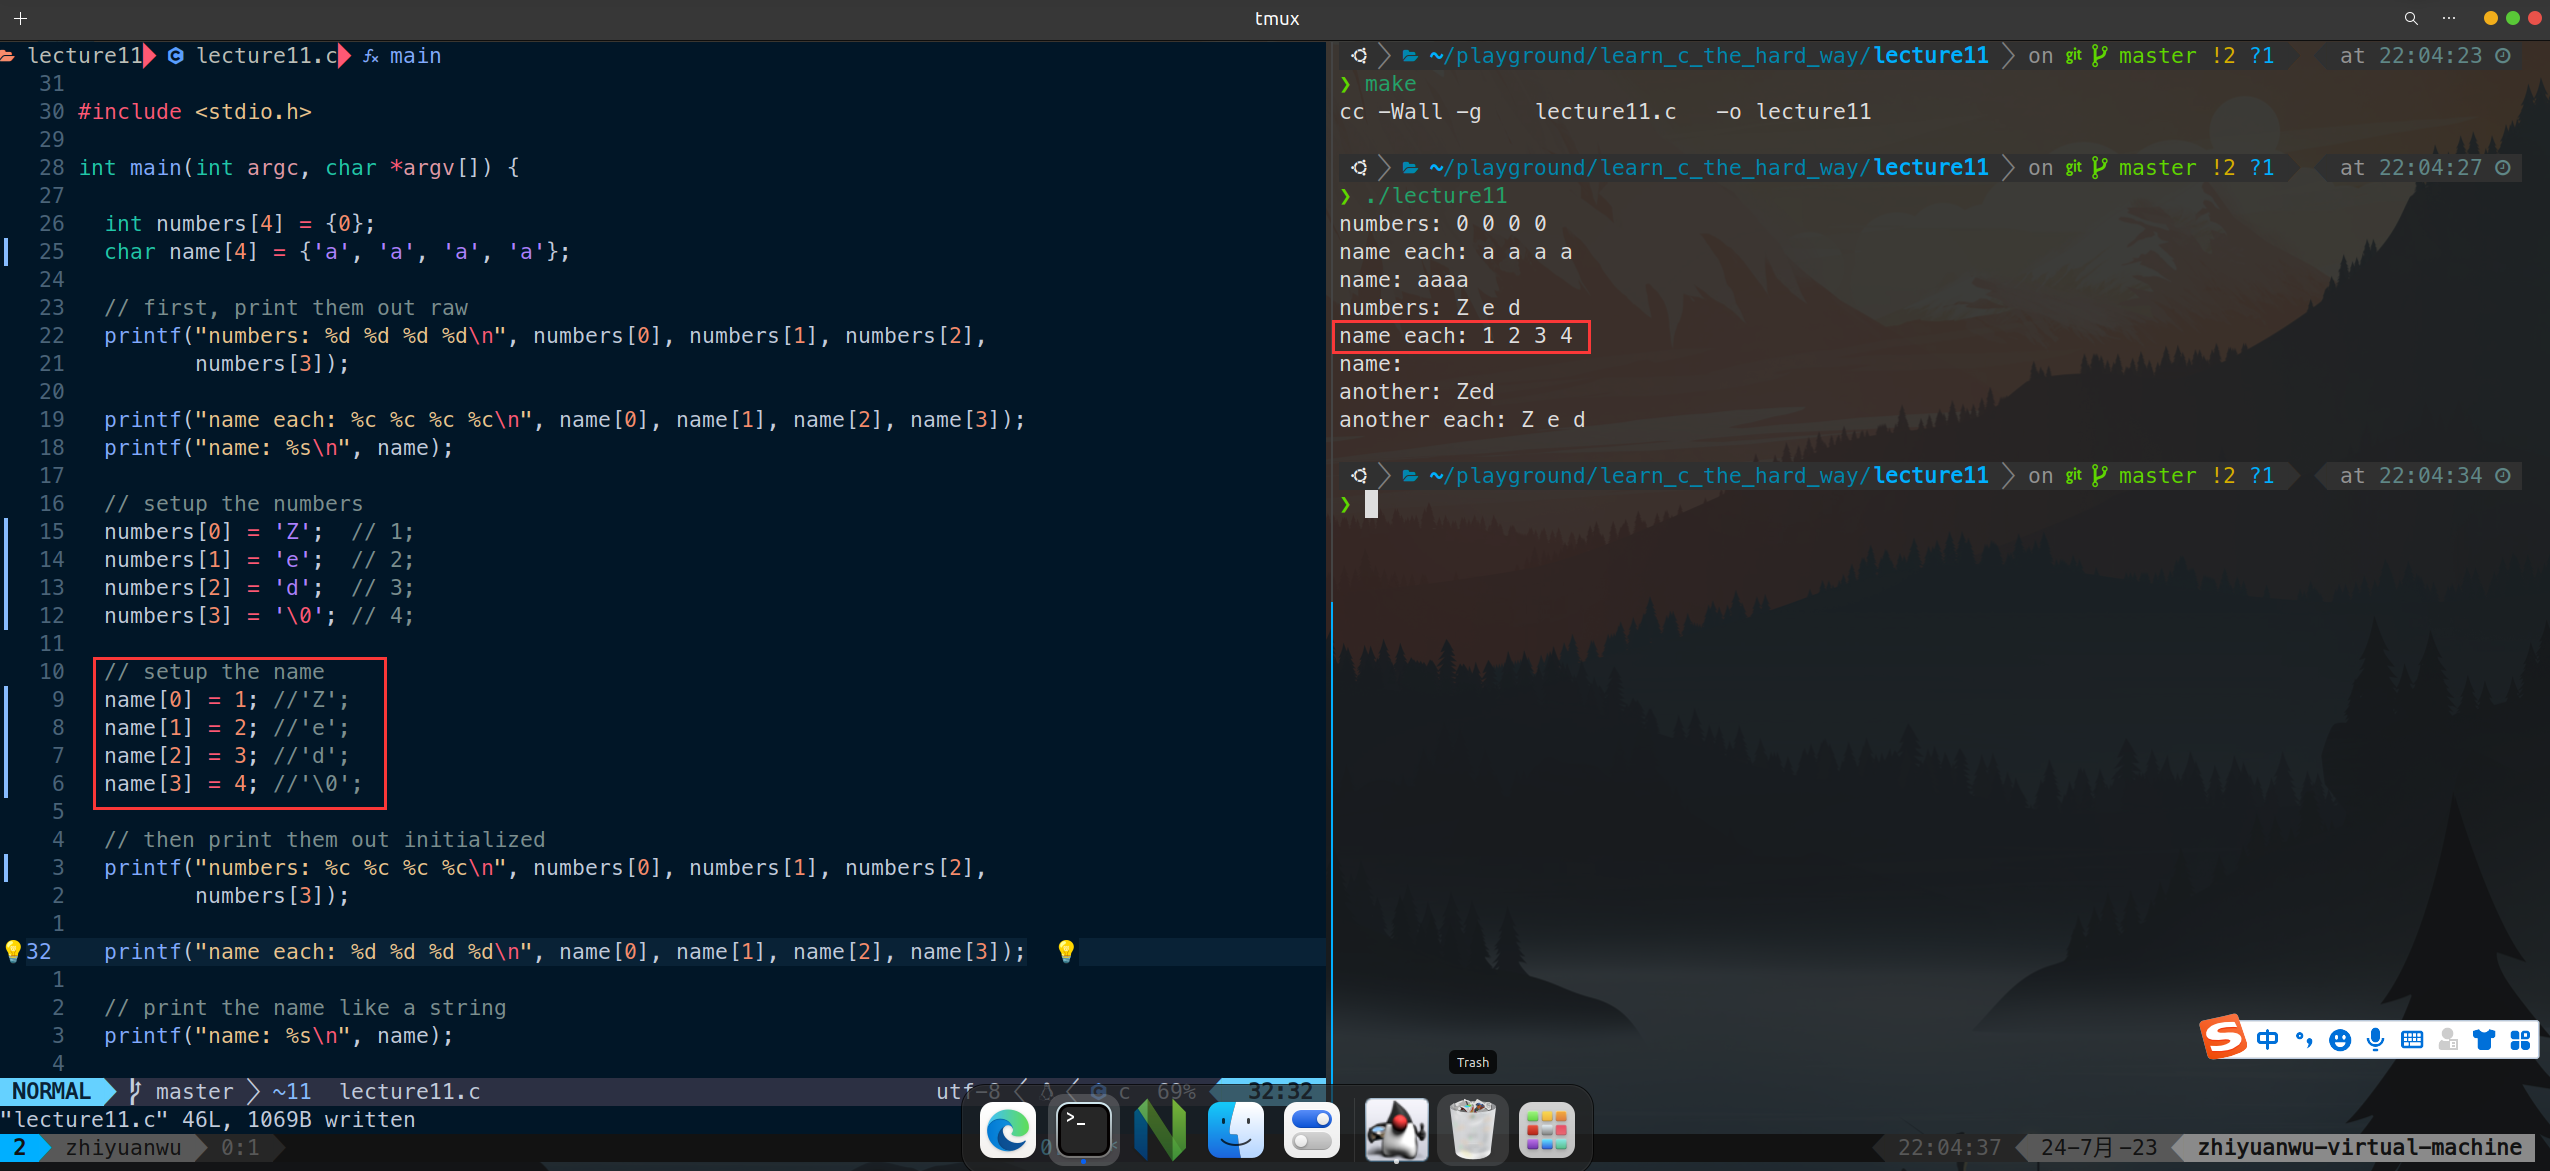 tmux
lecture11 lecture11.c main
31
30 #include <stdio.h>
29
28 int main(int argc, char *argv[]) {
27
26   int numbers[4] = {0};
25   char name[4] = {'a', 'a', 'a', 'a'};
24
23   // first, print them out raw
22   printf("numbers: %d %d %d %d\n", numbers[0], numbers[1], numbers[2],
21          numbers[3]);
20
19   printf("name each: %c %c %c %c\n", name[0], name[1], name[2], name[3]);
18   printf("name: %s\n", name);
17
16   // setup the numbers
15   numbers[0] = 'Z';  // 1;
14   numbers[1] = 'e';  // 2;
13   numbers[2] = 'd';  // 3;
12   numbers[3] = '\0'; // 4;
11
10   // setup the name
9   name[0] = 1; //'Z';
8   name[1] = 2; //'e';
7   name[2] = 3; //'d';
6   name[3] = 4; //'\0';
5
4   // then print them out initialized
3   printf("numbers: %c %c %c %c\n", numbers[0], numbers[1], numbers[2],
2          numbers[3]);
1
32   printf("name each: %d %d %d %d\n", name[0], name[1], name[2], name[3]);
1
2   // print the name like a string
3   printf("name: %s\n", name);
4
NORMAL master ~11 lecture11.c utf-8 c 69% 32:32
"lecture11.c" 46L, 1069B written
2 zhiyuanwu 0:1
~/playground/learn_c_the_hard_way/lecture11 on git master !2 ?1 at 22:04:23
❯ make
cc -Wall -g    lecture11.c   -o lecture11
~/playground/learn_c_the_hard_way/lecture11 on git master !2 ?1 at 22:04:27
❯ ./lecture11
numbers: 0 0 0 0
name each: a a a a
name: aaaa
numbers: Z e d
name each: 1 2 3 4
name:
another: Zed
another each: Z e d
~/playground/learn_c_the_hard_way/lecture11 on git master !2 ?1 at 22:04:34
❯
中
Trash
22:04:37 24-7月-23 zhiyuanwu-virtual-machine